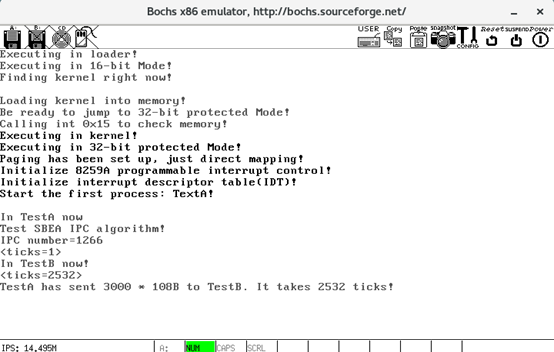 Bochs x86 emulator, http://bochs.sourceforge.net/
A: B: CD USER Copy Paste snapshot CONFIG Reset SUSPEND Power
Executing in loader!
Executing in 16-bit Mode!
Finding kernel right now!
Loading kernel into memory!
Be ready to jump to 32-bit protected Mode!
Calling int 0x15 to check memory!
Executing in kernel!
Executing in 32-bit protected Mode!
Paging has been set up, just direct mapping!
Initialize 8259A programmable interrupt control!
Initialize interrupt descriptor table(IDT)!
Start the first process: TextA!
In TestA now
Test SBEA IPC algorithm!
IPC number=1266
<ticks=1>
In TestB now!
<ticks=2532>
TestA has sent 3000 * 108B to TestB. It takes 2532 ticks!
IPS: 14.495M A: NUM CAPS SCRL